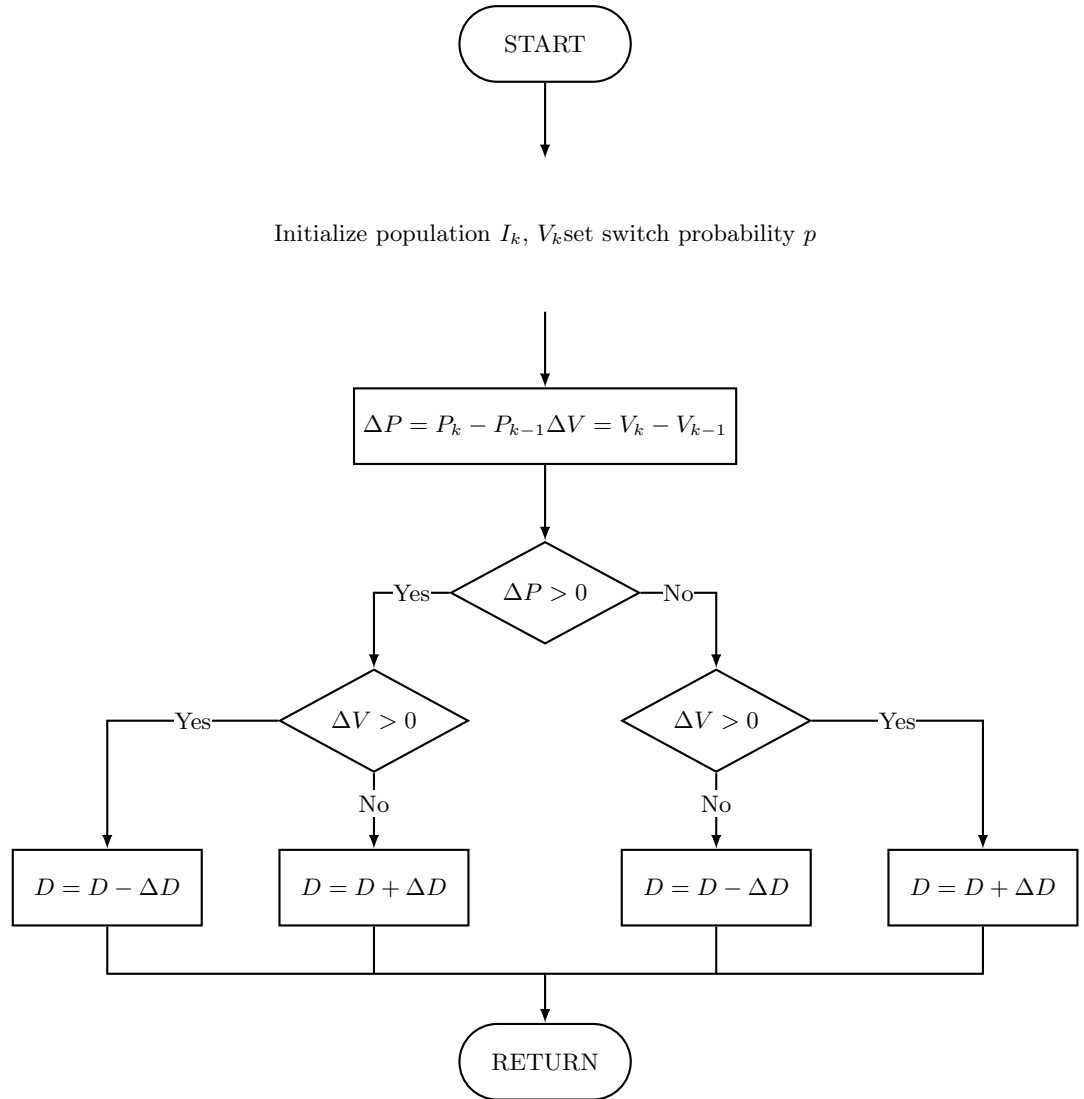 START
Initialize population $I_k$, $V_k$set switch probability $p$
$\Delta P = P_k - P_{k-1}\Delta V = V_k - V_{k-1}$
$\Delta P > 0$
Yes
No
$\Delta V > 0$
$\Delta V > 0$
Yes
Yes
No
No
$D = D - \Delta D$
$D = D + \Delta D$
$D = D - \Delta D$
$D = D + \Delta D$
RETURN